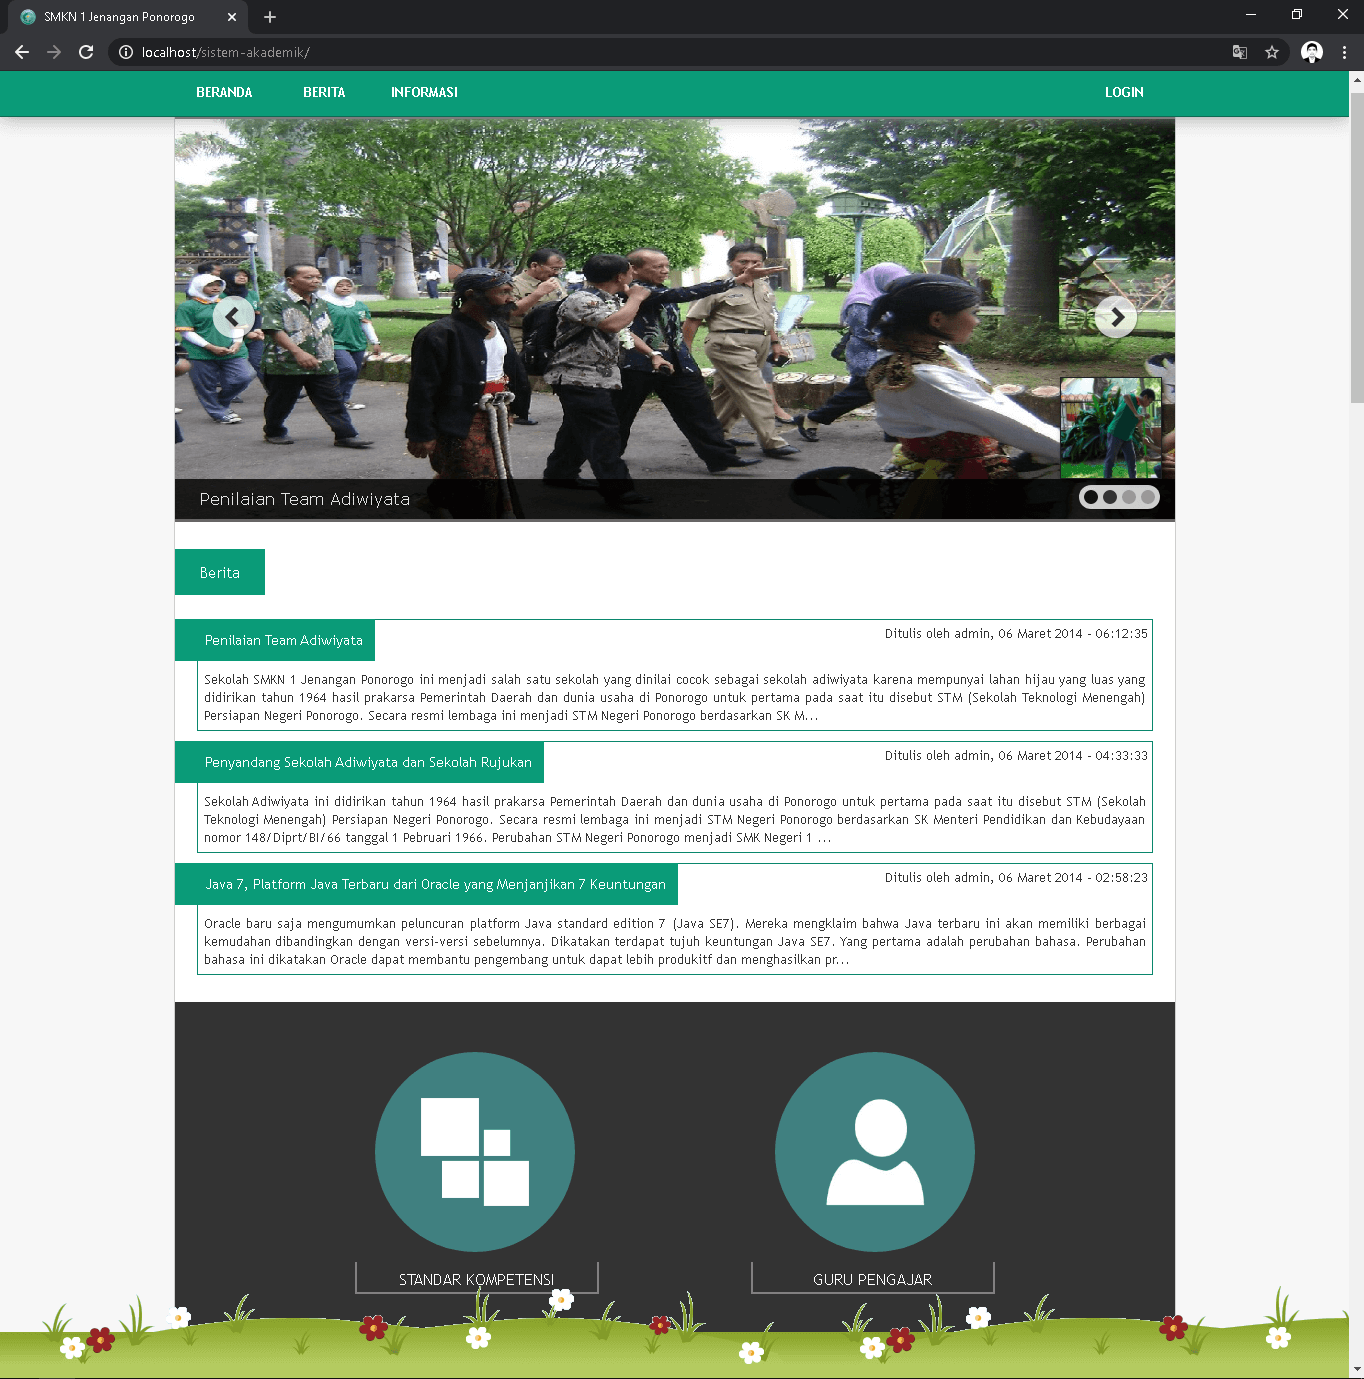 SMKN 1 Jenangan Ponorogo
localhost/sistem-akademik/
BERANDA BERITA INFORMASI LOGIN
Penilaian Team Adiwiyata
Berita
Penilaian Team Adiwiyata
Ditulis oleh admin, 06 Maret 2014 - 06:12:35
Sekolah SMKN 1 Jenangan Ponorogo ini menjadi salah satu sekolah yang dinilai cocok sebagai sekolah adiwiyata karena mempunyai lahan hijau yang luas yang
didirikan tahun 1964 hasil prakarsa Pemerintah Daerah dan dunia usaha di Ponorogo untuk pertama pada saat itu disebut STM (Sekolah Teknologi Menengah)
Persiapan Negeri Ponorogo. Secara resmi lembaga ini menjadi STM Negeri Ponorogo berdasarkan SK M...
Penyandang Sekolah Adiwiyata dan Sekolah Rujukan
Ditulis oleh admin, 06 Maret 2014 - 04:33:33
Sekolah Adiwiyata ini didirikan tahun 1964 hasil prakarsa Pemerintah Daerah dan dunia usaha di Ponorogo untuk pertama pada saat itu disebut STM (Sekolah
Teknologi Menengah) Persiapan Negeri Ponorogo. Secara resmi lembaga ini menjadi STM Negeri Ponorogo berdasarkan SK Menteri Pendidikan dan Kebudayaan
nomor 148/Diprt/BI/66 tanggal 1 Pebruari 1966. Perubahan STM Negeri Ponorogo menjadi SMK Negeri 1 ...
Java 7, Platform Java Terbaru dari Oracle yang Menjanjikan 7 Keuntungan
Ditulis oleh admin, 06 Maret 2014 - 02:58:23
Oracle baru saja mengumumkan peluncuran platform Java standard edition 7 (Java SE7). Mereka mengklaim bahwa Java terbaru ini akan memiliki berbagai
kemudahan dibandingkan dengan versi-versi sebelumnya. Dikatakan terdapat tujuh keuntungan Java SE7. Yang pertama adalah perubahan bahasa. Perubahan
bahasa ini dikatakan Oracle dapat membantu pengembang untuk dapat lebih produkitf dan menghasilkan pr...
STANDAR KOMPETENSI
GURU PENGAJAR